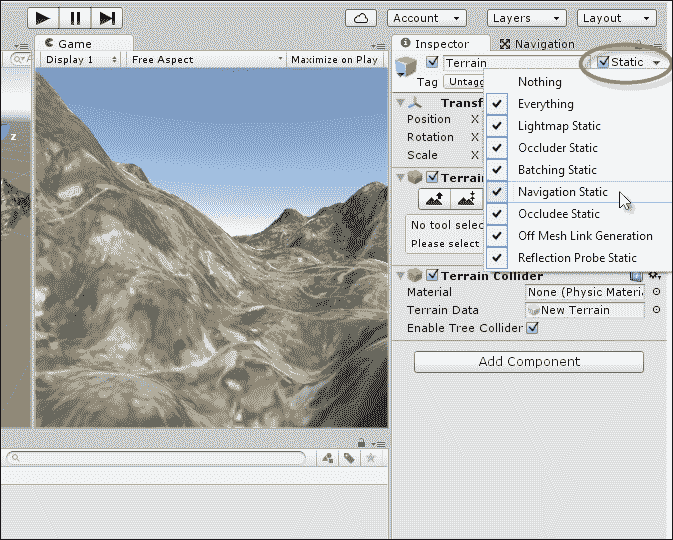 Account
Layers
Layout
Game
Inspector
Navigation
Display 1
Free Aspect
Maximize on Play
Terrain
Static
Tag
Nothing
Everything
Lightmap Static
Occluder Static
Batching Static
Navigation Static
Occludee Static
Off Mesh Link Generation
Reflection Probe Static
z
Transf
Position X
Rotation X
Scale X
Terrain
No tool selec
Please select
Terrain Collider
Material
None (Physic Materia
Terrain Data
New Terrain
Enable Tree Collider
Add Component